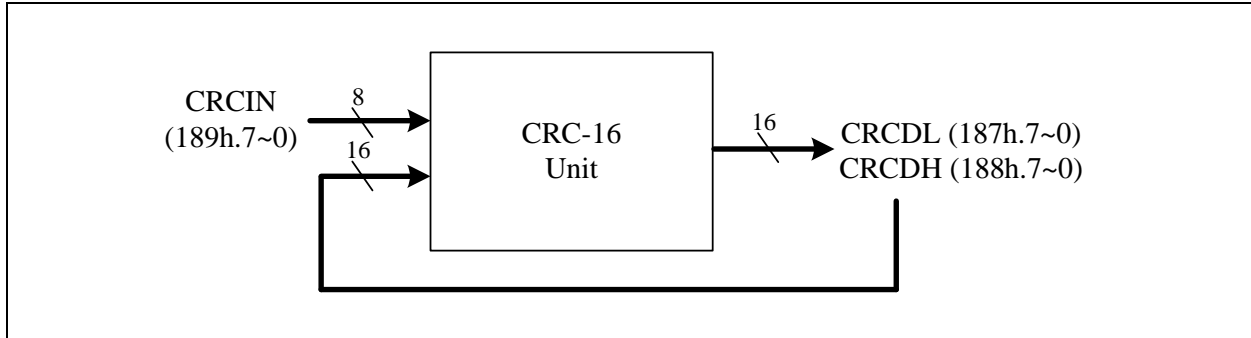 CRCIN
(189h.7~0)
8
16
CRC-16
Unit
16
CRCDL (187h.7~0)
CRCDH (188h.7~0)